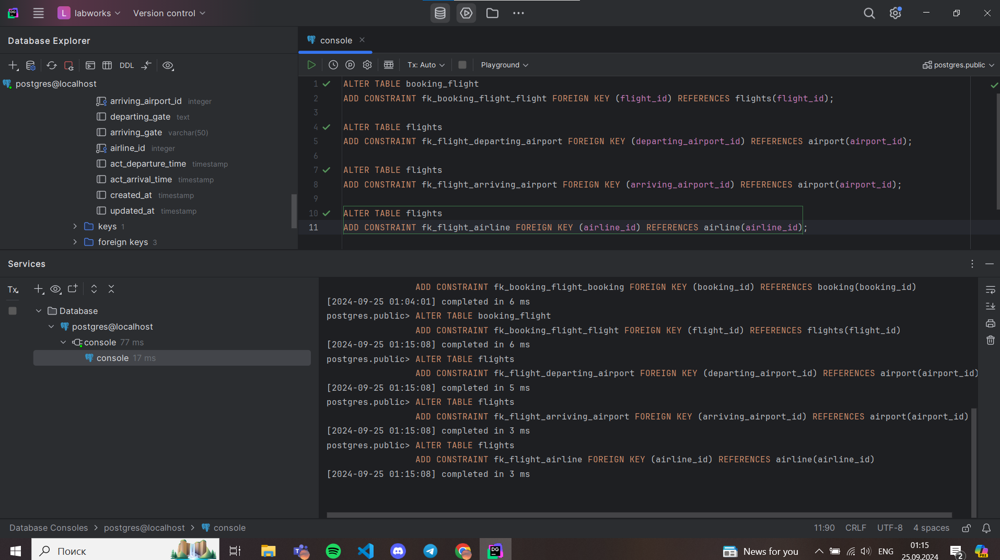 DG
L labworks
Version control
Database Explorer
DDL
postgres@localhost
arriving_airport_id integer
departing_gate text
arriving_gate varchar(50)
airline_id integer
act_departure_time timestamp
act_arrival_time timestamp
created_at timestamp
updated_at timestamp
keys 1
foreign keys 3
console
Tx: Auto
Playground
postgres.public
1 ALTER TABLE booking_flight
2 ADD CONSTRAINT fk_booking_flight_flight FOREIGN KEY (flight_id) REFERENCES flights(flight_id);
3
4 ALTER TABLE flights
5 ADD CONSTRAINT fk_flight_departing_airport FOREIGN KEY (departing_airport_id) REFERENCES airport(airport_id);
6
7 ALTER TABLE flights
8 ADD CONSTRAINT fk_flight_arriving_airport FOREIGN KEY (arriving_airport_id) REFERENCES airport(airport_id);
9
10 ALTER TABLE flights
11 ADD CONSTRAINT fk_flight_airline FOREIGN KEY (airline_id) REFERENCES airline(airline_id);
Services
Tx
Database
postgres@localhost
console 77 ms
console 17 ms
ADD CONSTRAINT fk_booking_flight_booking FOREIGN KEY (booking_id) REFERENCES booking(booking_id)
[2024-09-25 01:04:01] completed in 6 ms
postgres.public> ALTER TABLE booking_flight
ADD CONSTRAINT fk_booking_flight_flight FOREIGN KEY (flight_id) REFERENCES flights(flight_id)
[2024-09-25 01:15:08] completed in 6 ms
postgres.public> ALTER TABLE flights
ADD CONSTRAINT fk_flight_departing_airport FOREIGN KEY (departing_airport_id) REFERENCES airport(airport_id)
[2024-09-25 01:15:08] completed in 5 ms
postgres.public> ALTER TABLE flights
ADD CONSTRAINT fk_flight_arriving_airport FOREIGN KEY (arriving_airport_id) REFERENCES airport(airport_id)
[2024-09-25 01:15:08] completed in 3 ms
postgres.public> ALTER TABLE flights
ADD CONSTRAINT fk_flight_airline FOREIGN KEY (airline_id) REFERENCES airline(airline_id)
[2024-09-25 01:15:08] completed in 3 ms
Database Consoles > postgres@localhost > console
11:90 CRLF UTF-8 4 spaces
Поиск
DG
News for you
ENG
01:15
25.09.2024
2
PRE